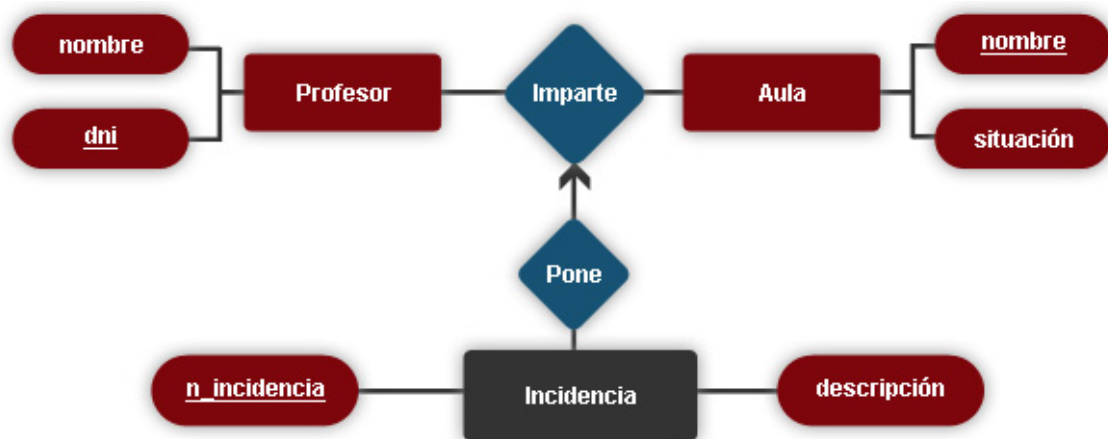 nombre
Profesor
dni
Imparte
Aula
nombre
situación
Pone
n_incidencia
Incidencia
descripción